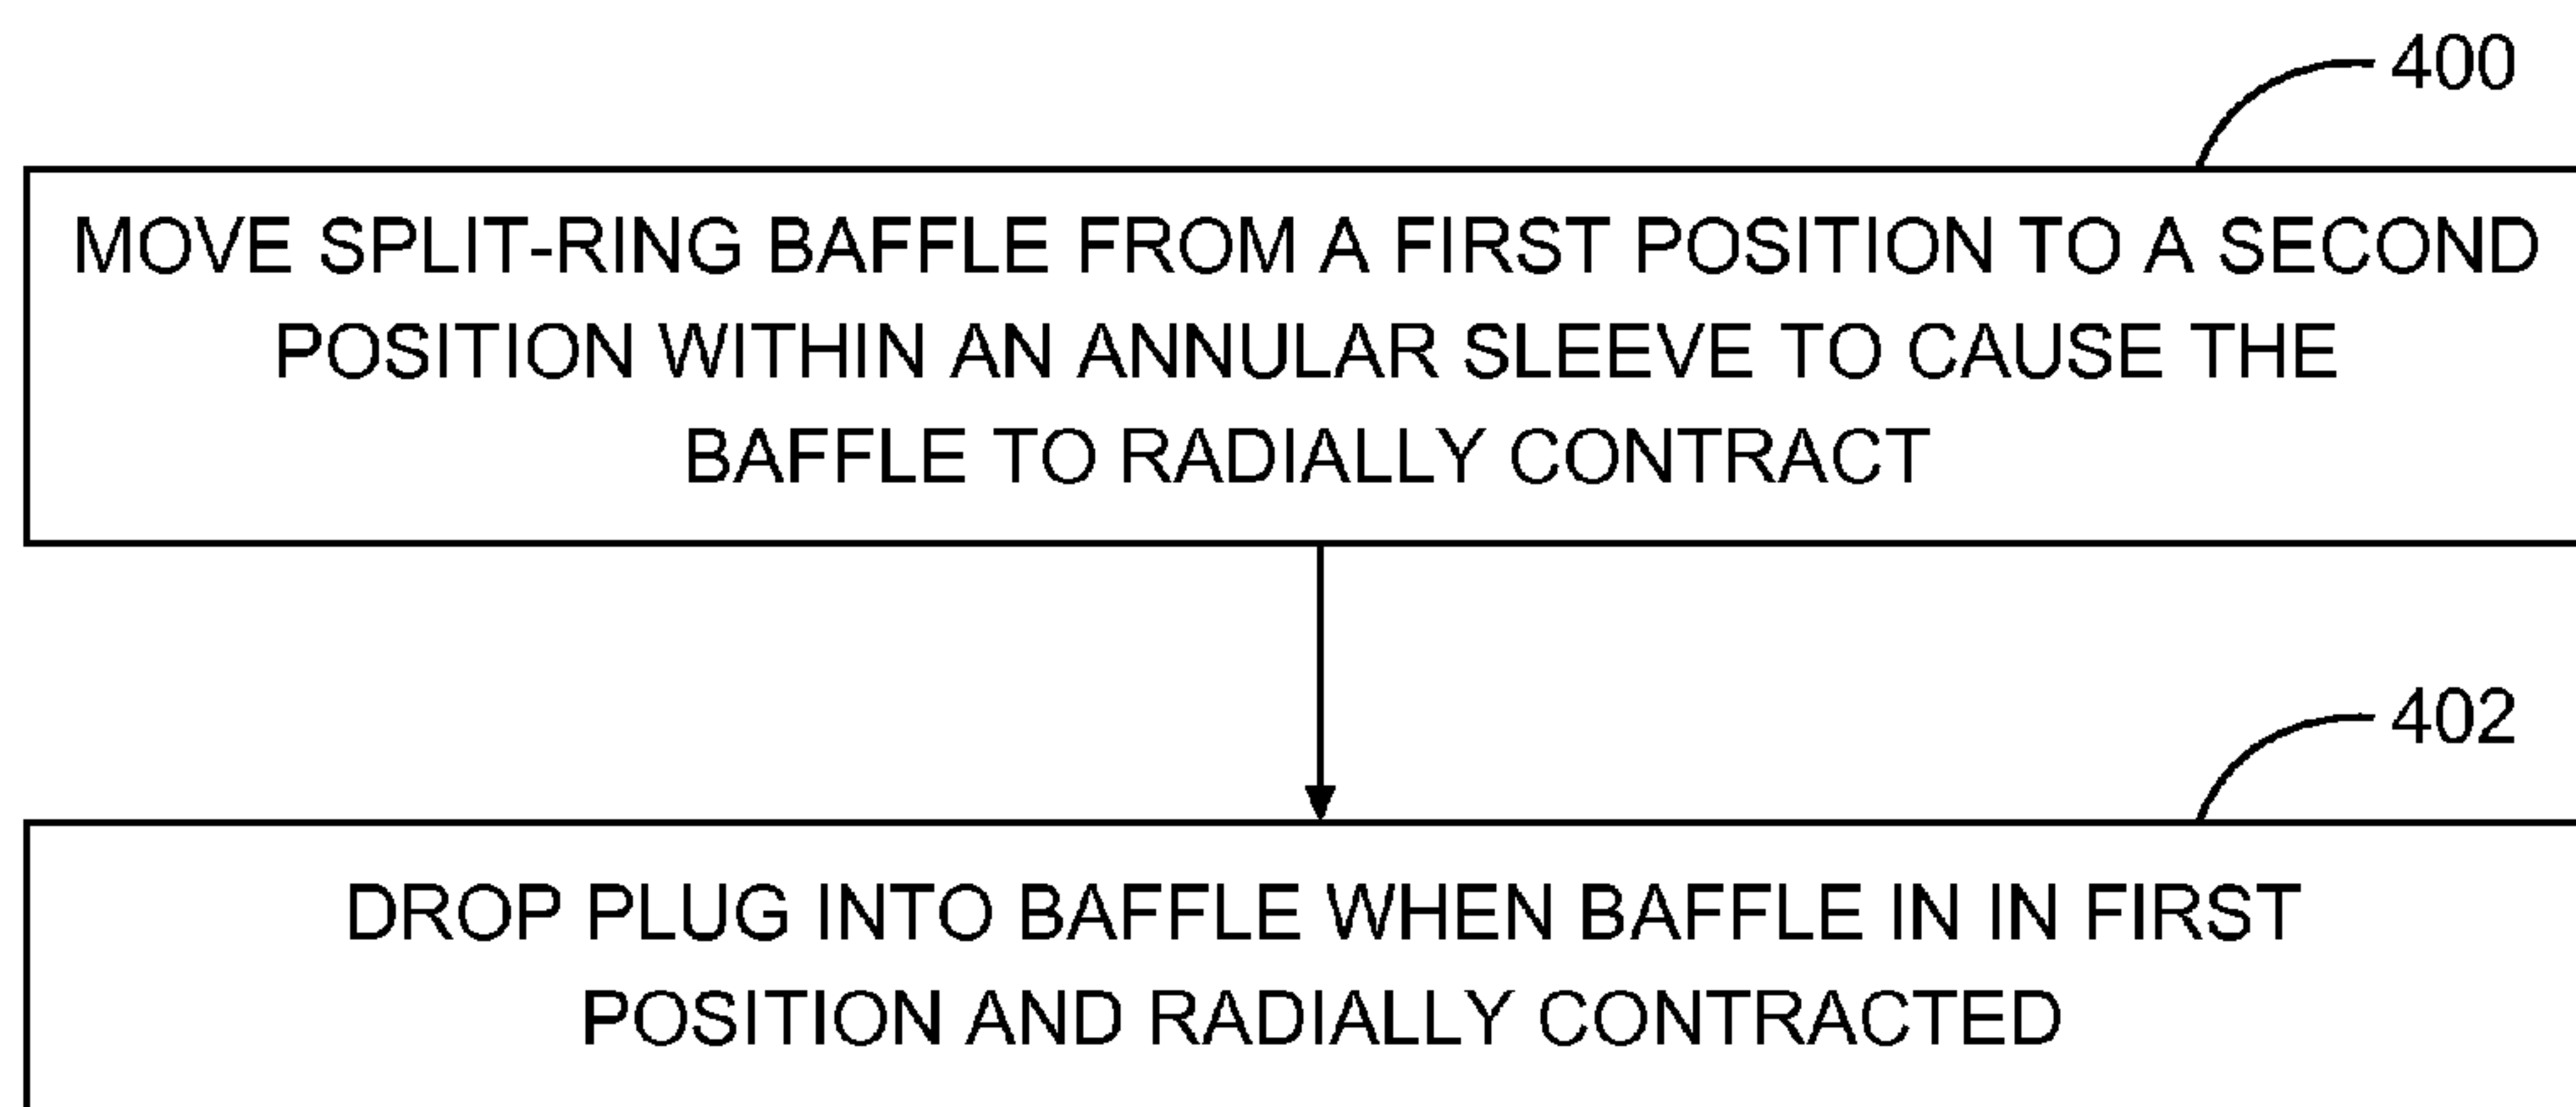 400
MOVE SPLIT-RING BAFFLE FROM A FIRST POSITION TO A SECOND
POSITION WITHIN AN ANNULAR SLEEVE TO CAUSE THE
BAFFLE TO RADIALLY CONTRACT
402
DROP PLUG INTO BAFFLE WHEN BAFFLE IN IN FIRST
POSITION AND RADIALLY CONTRACTED